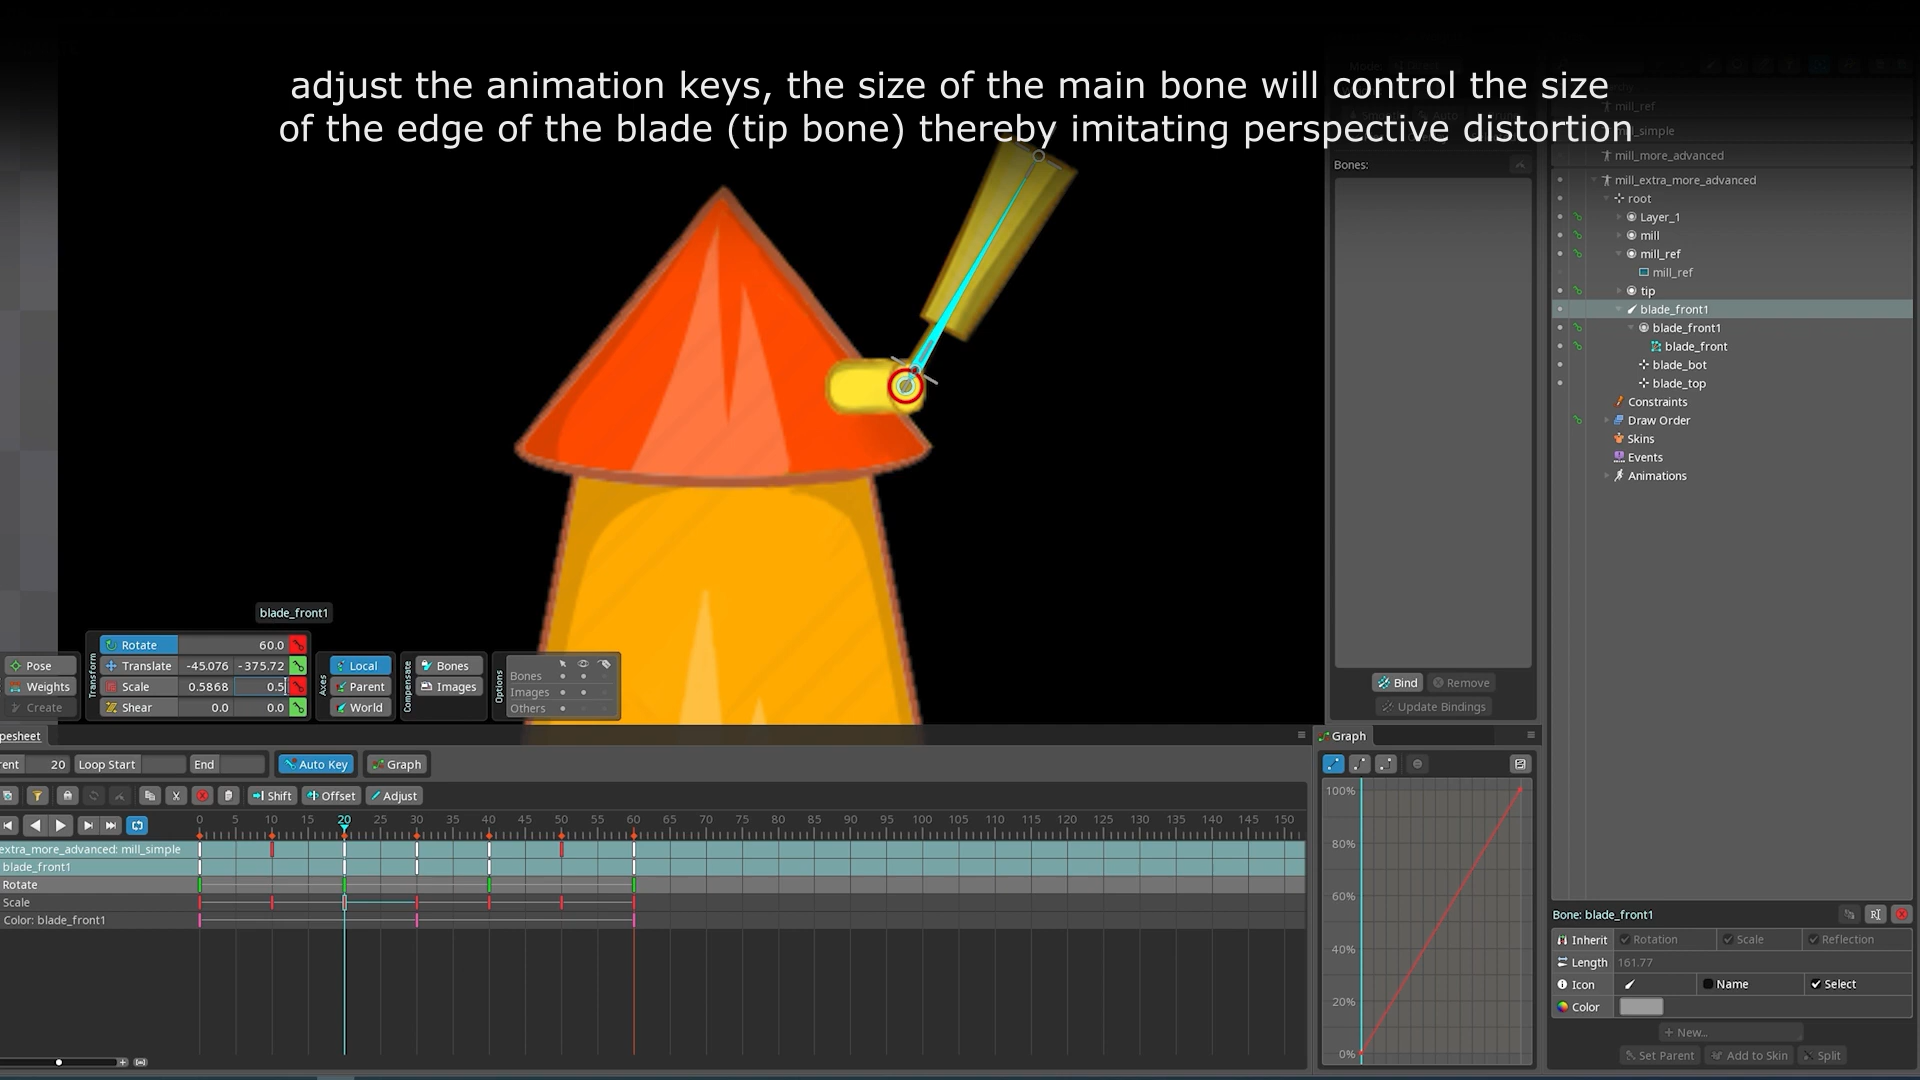 adjust the animation keys, the size of the main bone will control the size
of the edge of the blade (tip bone) thereby imitating perspective distortion
mill_ref
mill_more_advanced
Bones:
mill_extra_more_advanced
root
Layer_1
mill
mill_ref
mill_ref
tip
blade_front1
blade_front1
blade_front
blade_bot
blade_top
Constraints
Draw Order
Skins
Events
Animations
blade_front1
Pose
Weights
Create
Transform
Rotate 60.0
Translate -45.076 -375.72
Scale 0.5868 0.5
Shear 0.0 0.0
Axes
Local
Parent
World
Compensate
Bones
Images
Options
Bones
Images
Others
Bind Remove
Update Bindings
pesheet
Graph
rent 20 Loop Start End Auto Key Graph
Shift Offset Adjust
0 5 10 15 20 25 30 35 40 45 50 55 60 65 70 75 80 85 90 95 100 105 110 115 120 125 130 135 140 145 150
extra_more_advanced: mill_simple
blade_front1
Rotate
Scale
Color: blade_front1
100%
80%
60%
40%
20%
0%
Bone: blade_front1
Inherit Rotation Scale Reflection
Length 161.77
Icon Name Select
Color
+ New...
Set Parent Add to Skin Split